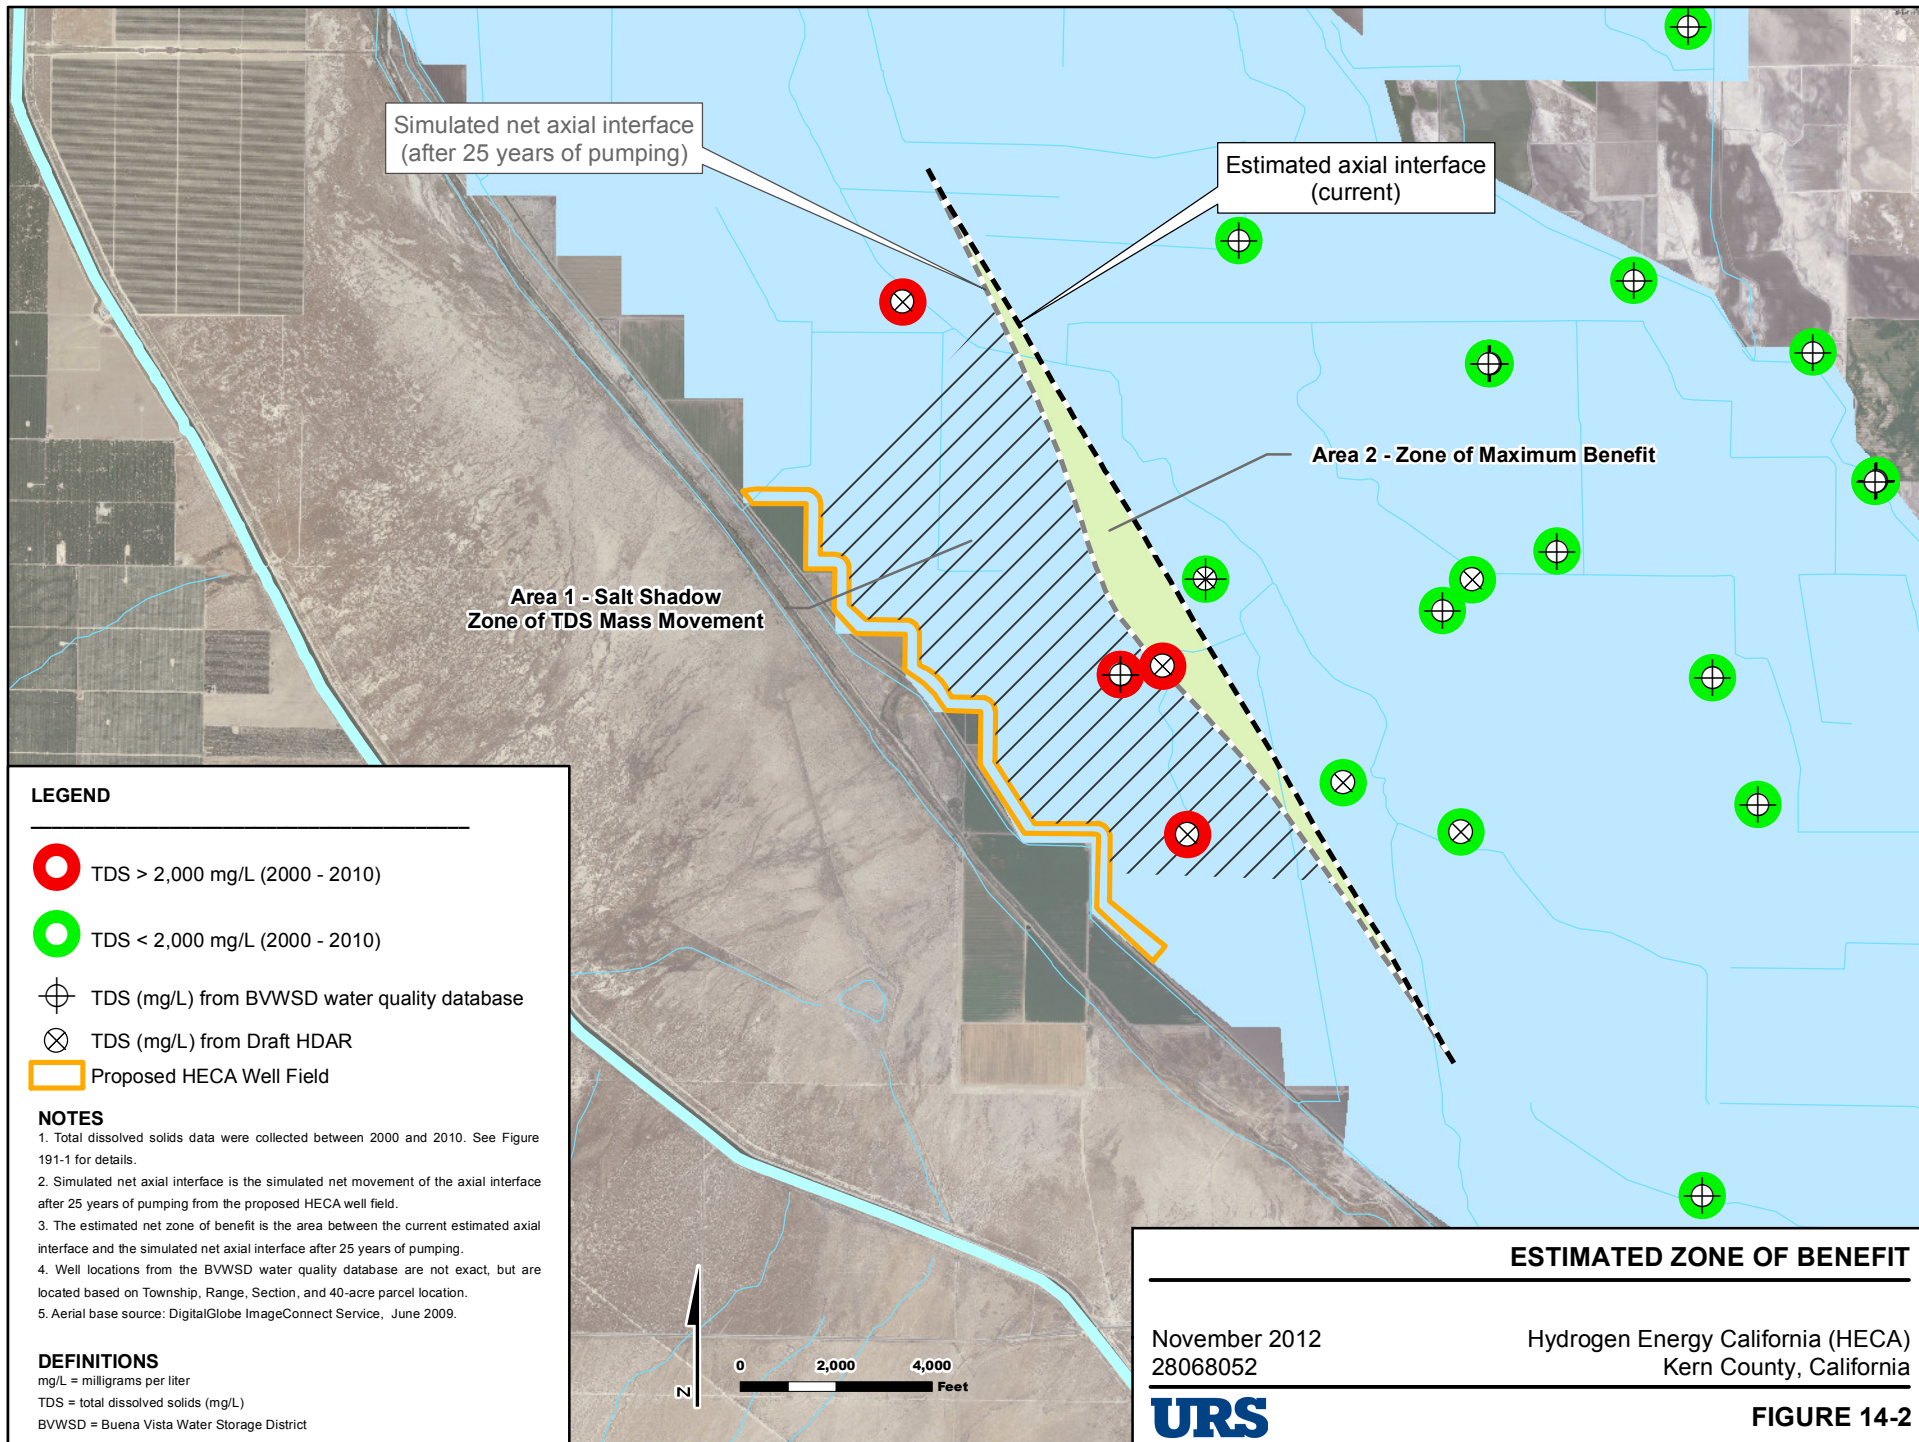 Simulated net axial interface
(after 25 years of pumping)
Estimated axial interface
(current)
Area 2 - Zone of Maximum Benefit
Area 1 - Salt Shadow
Zone of TDS Mass Movement
LEGEND
TDS > 2,000 mg/L (2000 - 2010)
TDS < 2,000 mg/L (2000 - 2010)
TDS (mg/L) from BVWSD water quality database
TDS (mg/L) from Draft HDAR
Proposed HECA Well Field
NOTES
1. Total dissolved solids data were collected between 2000 and 2010. See Figure
191-1 for details.
2. Simulated net axial interface is the simulated net movement of the axial interface
after 25 years of pumping from the proposed HECA well field.
3. The estimated net zone of benefit is the area between the current estimated axial
interface and the simulated net axial interface after 25 years of pumping.
4. Well locations from the BVWSD water quality database are not exact, but are
located based on Township, Range, Section, and 40-acre parcel location.
5. Aerial base source: DigitalGlobe ImageConnect Service, June 2009.
DEFINITIONS
mg/L = milligrams per liter
TDS = total dissolved solids (mg/L)
BVWSD = Buena Vista Water Storage District
N
0 2,000 4,000
Feet
ESTIMATED ZONE OF BENEFIT
November 2012
28068052
Hydrogen Energy California (HECA)
Kern County, California
URS
FIGURE 14-2